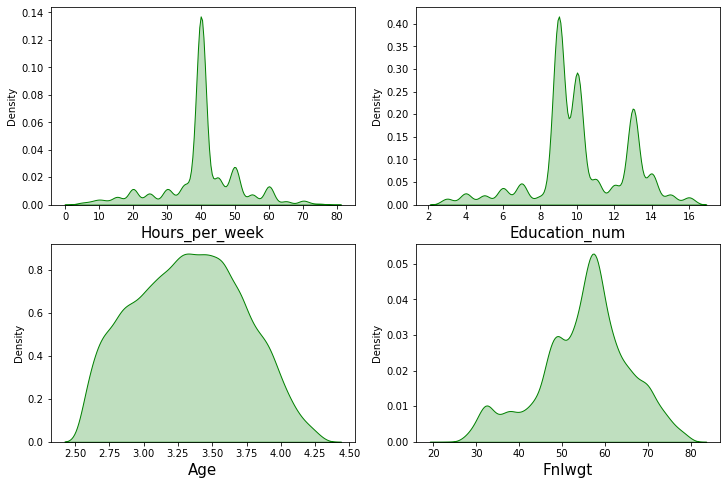 0.14
0.12
0.10
0.08
0.06
0.04
0.02
0.00
Density
0 10 20 30 40 50 60 70 80
Hours_per_week
0.40
0.35
0.30
0.25
0.20
0.15
0.10
0.05
0.00
Density
2 4 6 8 10 12 14 16
Education_num
0.8
0.6
0.4
0.2
0.0
Density
2.50 2.75 3.00 3.25 3.50 3.75 4.00 4.25 4.50
Age
0.05
0.04
0.03
0.02
0.01
0.00
Density
20 30 40 50 60 70 80
Fnlwgt